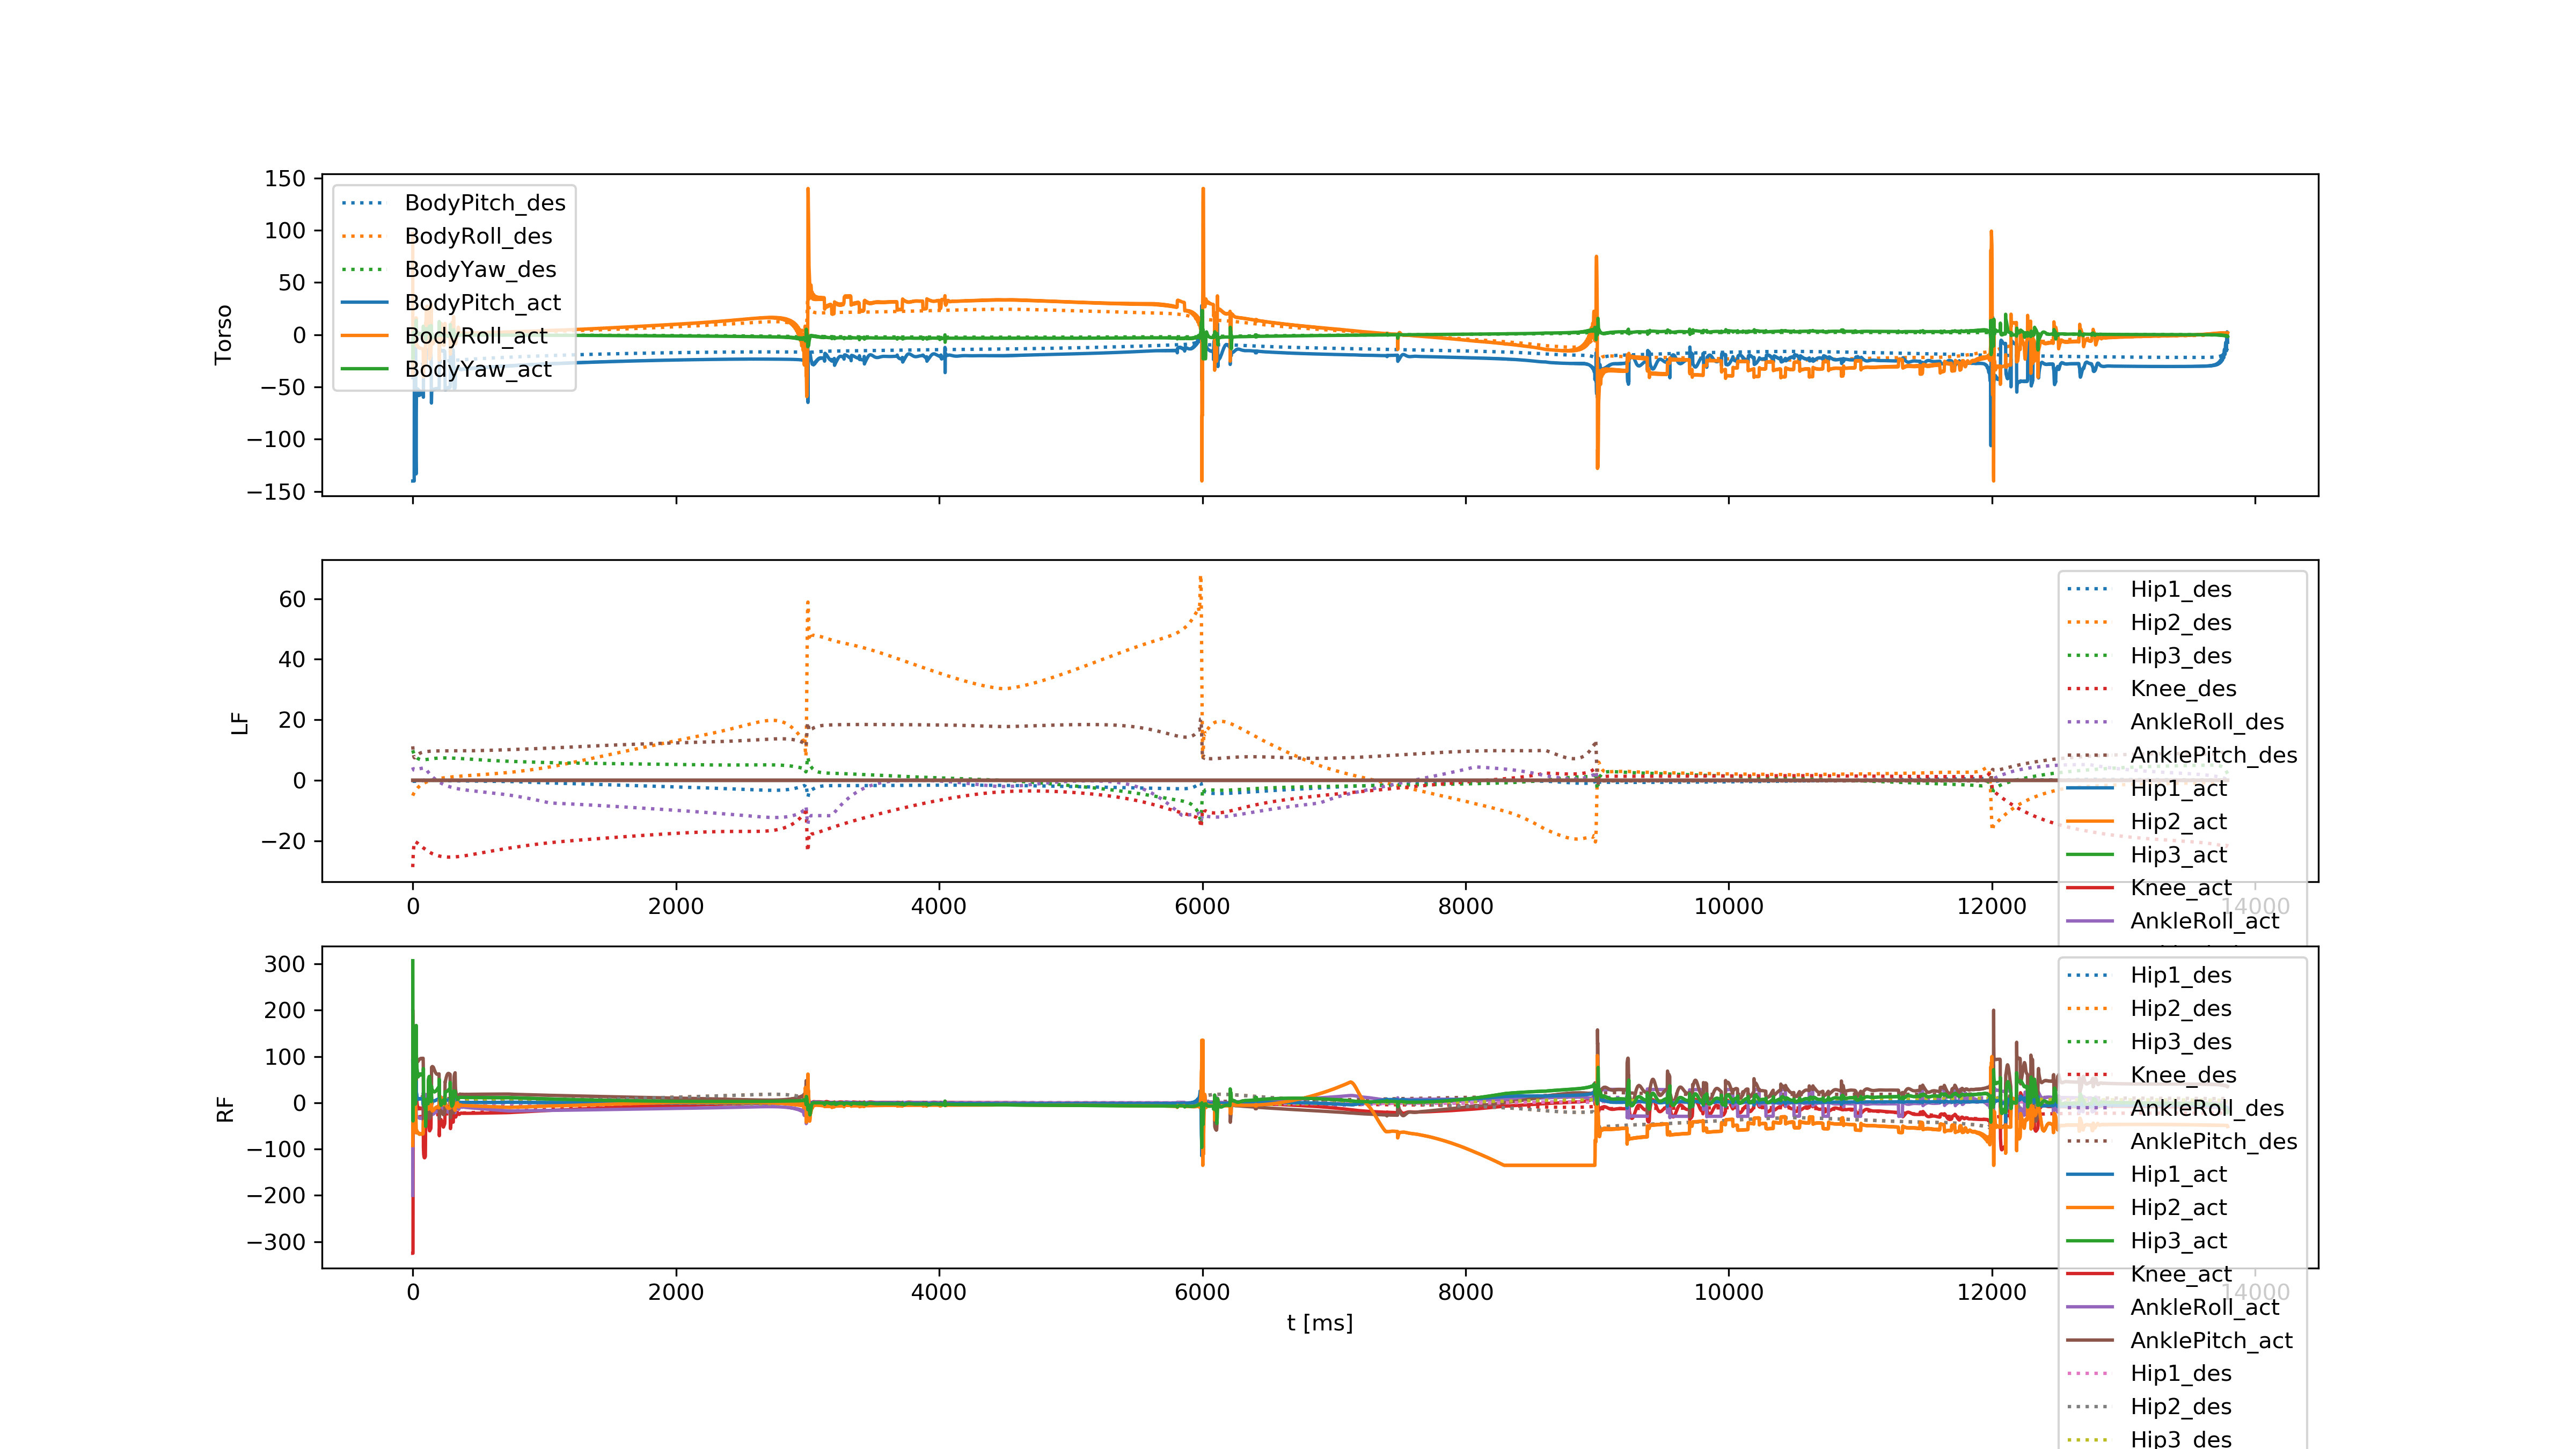 150
100
50
0
−50
−100
−150
Torso
BodyPitch_des
BodyRoll_des
BodyYaw_des
BodyPitch_act
BodyRoll_act
BodyYaw_act
60
40
20
0
−20
LF
0
2000
4000
6000
8000
10000
12000
14000
Hip1_des
Hip2_des
Hip3_des
Knee_des
AnkleRoll_des
AnklePitch_des
Hip1_act
Hip2_act
Hip3_act
Knee_act
AnkleRoll_act
300
200
100
0
−100
−200
−300
RF
0
2000
4000
6000
8000
10000
12000
14000
t [ms]
Hip1_des
Hip2_des
Hip3_des
Knee_des
AnkleRoll_des
AnklePitch_des
Hip1_act
Hip2_act
Hip3_act
Knee_act
AnkleRoll_act
AnklePitch_act
Hip1_des
Hip2_des
Hip3_des